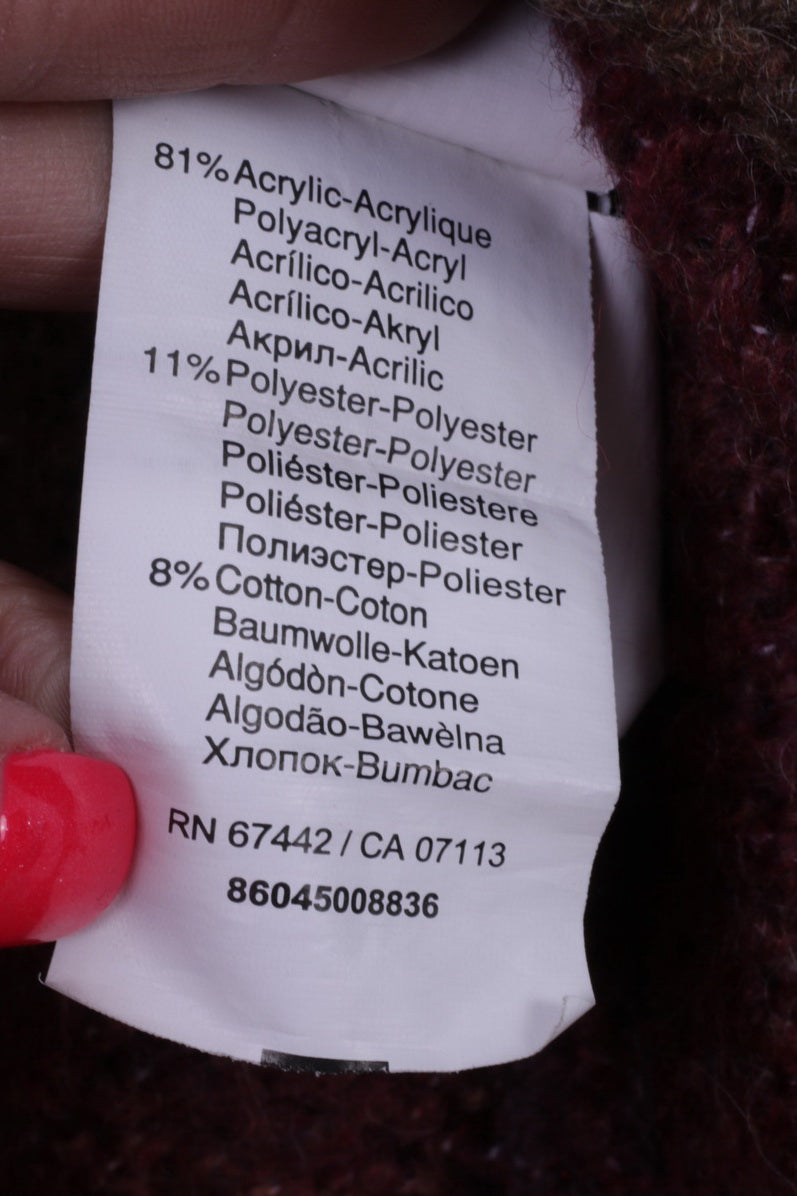 81% Acrylic-Acrylique
Polyacryl-Acryl
Acrílico-Acrilico
Acrílico-Akryl
Акрил-Acrilic
11% Polyester-Polyester
Polyester-Polyester
Poliéster-Poliestere
Poliéster-Poliester
Полиэстер-Poliester
8% Cotton-Coton
Baumwolle-Katoen
Algódòn-Cotone
Algodão-Bawèlna
Хлопок-Bumbac
RN 67442 / CA 07113
86045008836